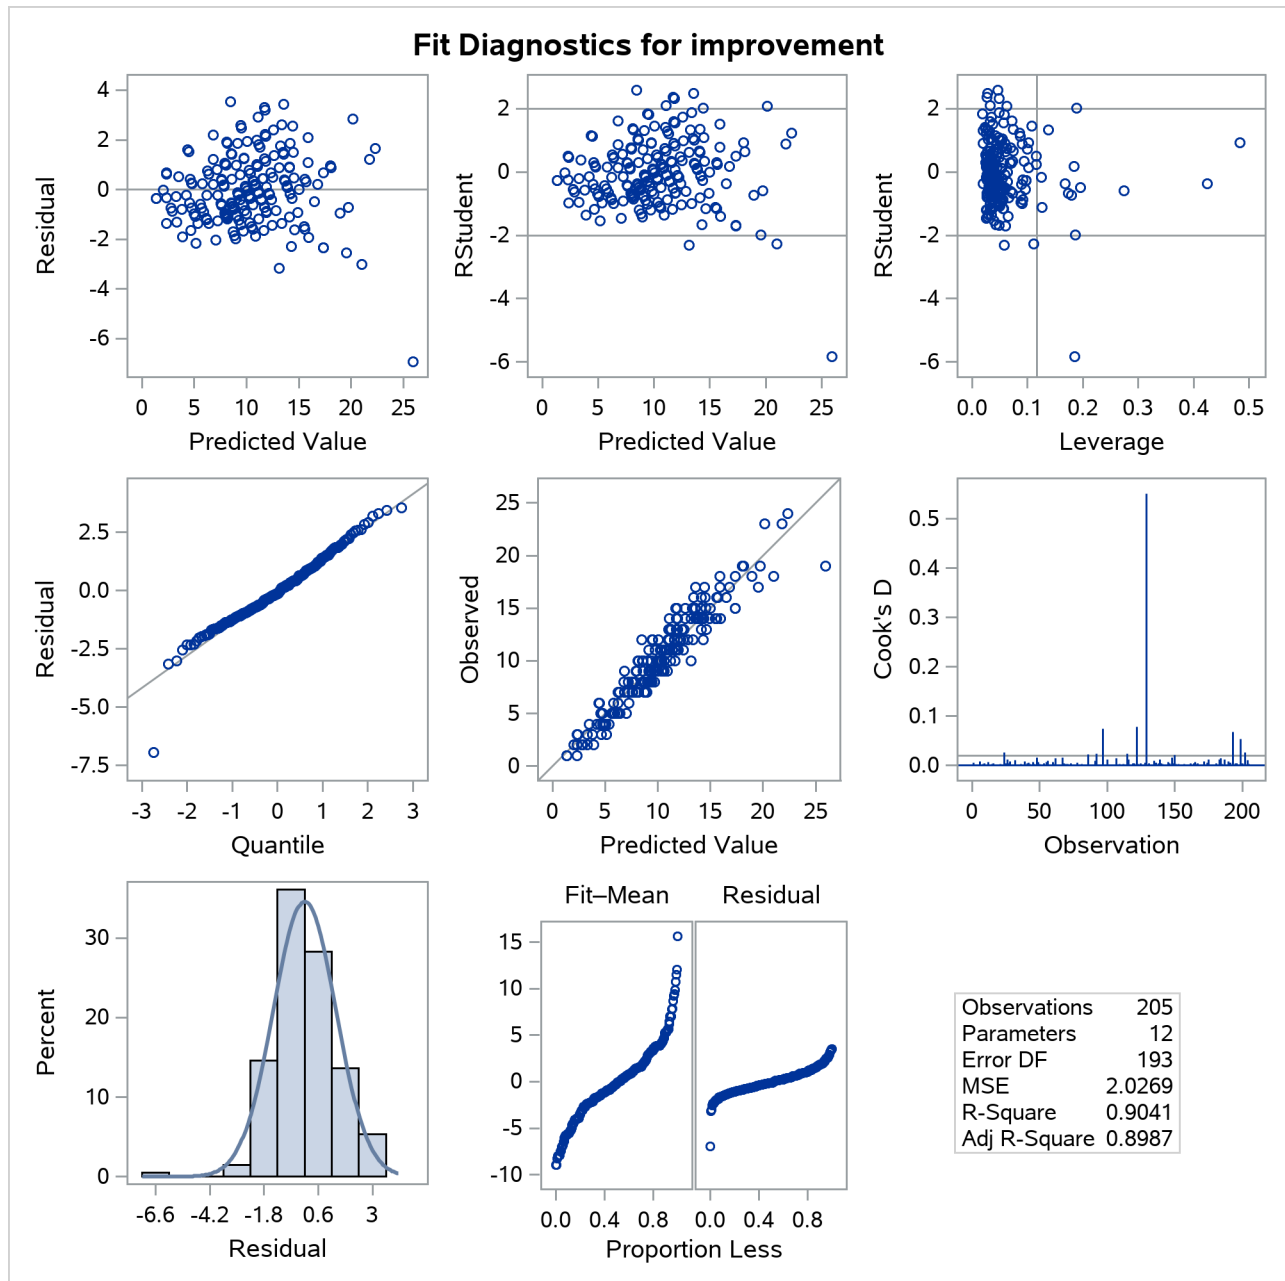 Fit Diagnostics for improvement
4
2
0
-2
-4
-6
Residual
0 5 10 15 20 25
Predicted Value
2
0
-2
-4
-6
RStudent
0 5 10 15 20 25
Predicted Value
2
0
-2
-4
-6
RStudent
0.0 0.1 0.2 0.3 0.4 0.5
Leverage
2.5
0.0
-2.5
-5.0
-7.5
Residual
-3 -2 -1 0 1 2 3
Quantile
25
20
15
10
5
0
Observed
0 5 10 15 20 25
Predicted Value
0.5
0.4
0.3
0.2
0.1
0.0
Cook's D
0 50 100 150 200
Observation
30
20
10
0
Percent
-6.6 -4.2 -1.8 0.6 3
Residual
Fit–Mean Residual
15
10
5
0
-5
-10
0.0 0.4 0.8 0.0 0.4 0.8
Proportion Less
Observations 205
Parameters 12
Error DF 193
MSE 2.0269
R-Square 0.9041
Adj R-Square 0.8987